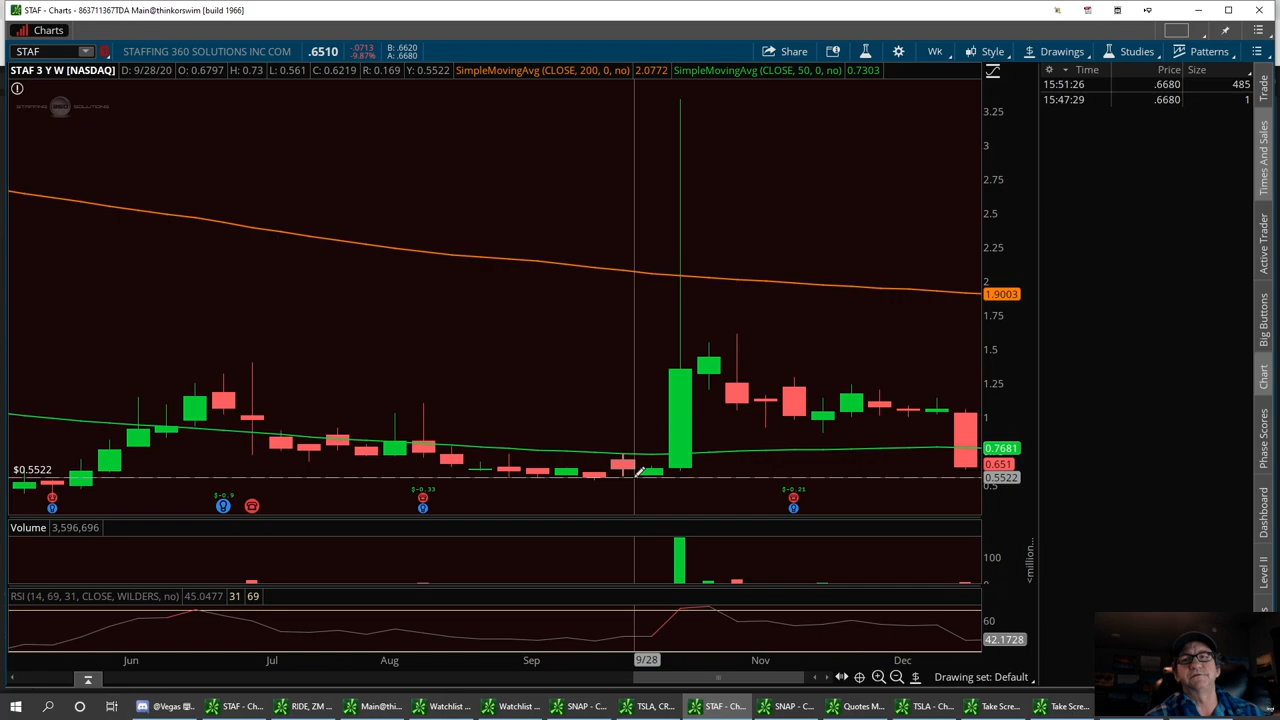 STAF - Charts - 863711367TDA Main@thinkorswim [build 1966]
Charts
STAF STAFFING 360 SOLUTIONS INC COM .6510 -.0713 -9.87% B: .6620 A: .6680 Share Wk Style Drawings Studies Patterns
STAF 3 Y W [NASDAQ] D: 9/28/20 O: 0.6797 H: 0.73 L: 0.561 C: 0.6219 R: 0.169 Y: 0.5522 SimpleMovingAvg (CLOSE, 200, 0, no) 2.0772 SimpleMovingAvg (CLOSE, 50, 0, no) 0.7303
Time Price Size
15:51:26 .6680 485
15:47:29 .6680 1
STAFFING 360 SOLUTIONS
3.25
3
2.75
2.5
2.25
2
1.9003
1.75
1.5
1.25
1
0.7681
0.651
0.5522
0.5
$0.5522
$-0.9
$-0.33
$-0.21
Volume 3,596,696
100
<million...
RSI (14, 69, 31, CLOSE, WILDERS, no) 45.0477 31 69
60
42.1728
Jun Jul Aug Sep 9/28 Nov Dec
Drawing set: Default
Trade
Times And Sales
Active Trader
Big Buttons
Chart
Phase Scores
Dashboard
Level II
@Vegas
STAF - Ch...
RIDE, ZM ...
Main@thi...
Watchlist ...
Watchlist ...
SNAP - C...
TSLA, CR...
STAF - Ch...
SNAP - C...
Quotes M...
TSLA - Ch...
Take Scre...
Take Scre...